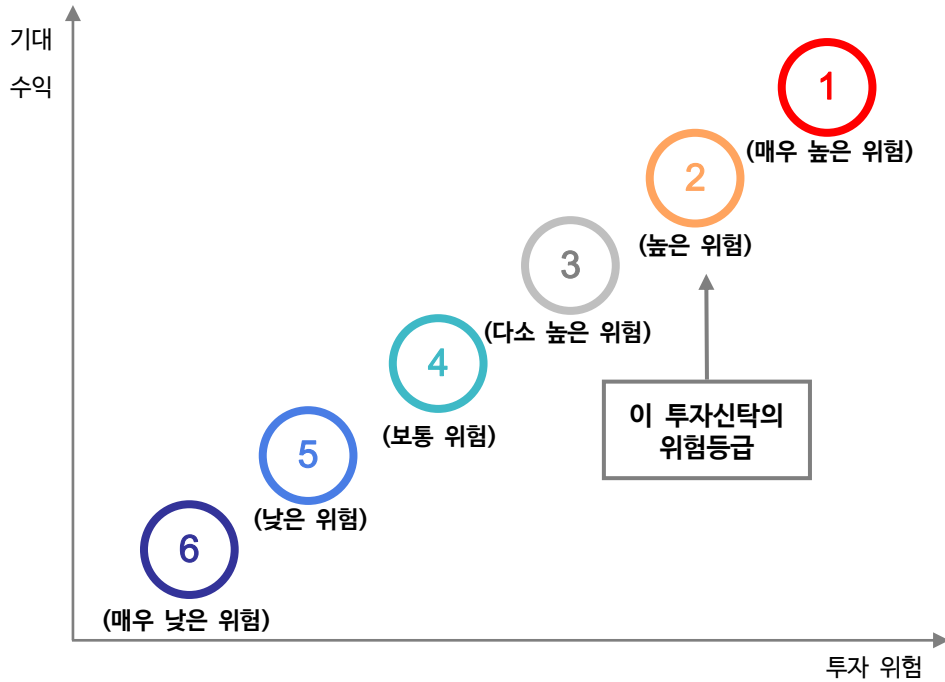 기대
수익
1
(매우 높은 위험)
2
(높은 위험)
3
(다소 높은 위험)
4
(보통 위험)
이 투자신탁의
위험등급
5
(낮은 위험)
6
(매우 낮은 위험)
투자 위험